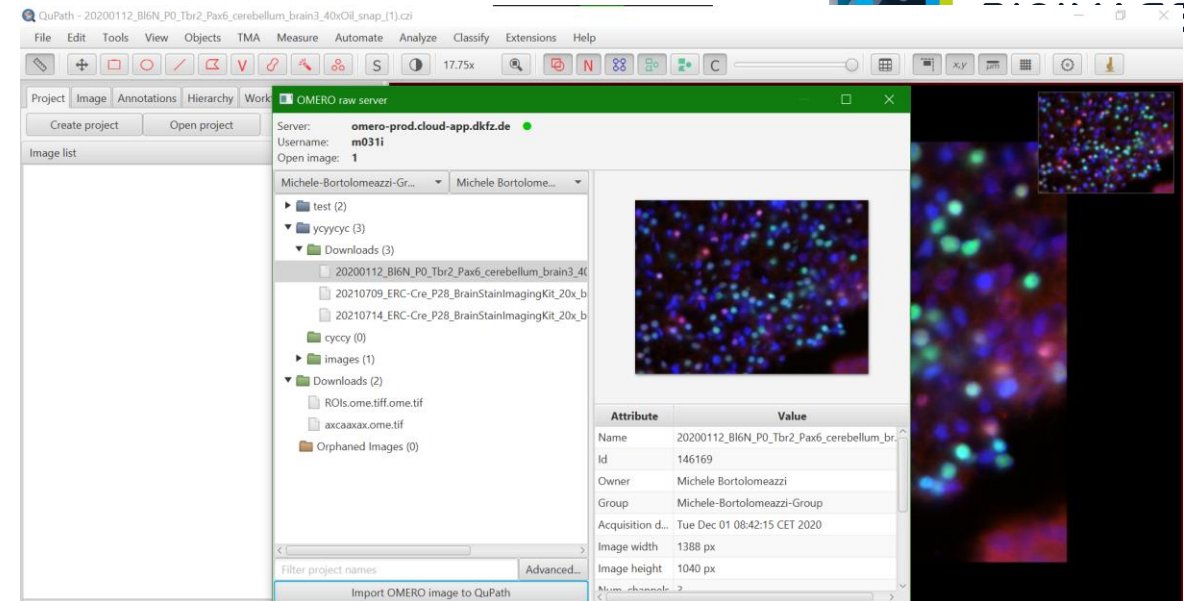 QuPath - 20200112_Bl6N_P0_Tbr2_Pax6_cerebellum_brain3_40xOil_snap_(1).czi
File Edit Tools View Objects TMA Measure Automate Analyze Classify Extensions Help
V S 17.75x N C x,y µm
Project Image Annotations Hierarchy Work
Create project Open project
Image list
OMERO raw server
Server: omero-prod.cloud-app.dkfz.de
Username: m031i
Open image: 1
Michele-Bortolomeazzi-Gr... Michele Bortolome...
test (2)
ycyycyc (3)
Downloads (3)
20200112_Bl6N_P0_Tbr2_Pax6_cerebellum_brain3_40
20210709_ERC-Cre_P28_BrainStainImagingKit_20x_b
20210714_ERC-Cre_P28_BrainStainImagingKit_20x_b
cyccy (0)
images (1)
Downloads (2)
ROIs.ome.tiff.ome.tif
axcaaxax.ome.tif
Orphaned Images (0)
Filter project names Advanced...
Import OMERO image to QuPath
Attribute Value
Name 20200112_Bl6N_P0_Tbr2_Pax6_cerebellum_br...
Id 146169
Owner Michele Bortolomeazzi
Group Michele-Bortolomeazzi-Group
Acquisition d... Tue Dec 01 08:42:15 CET 2020
Image width 1388 px
Image height 1040 px
Num. channels 3